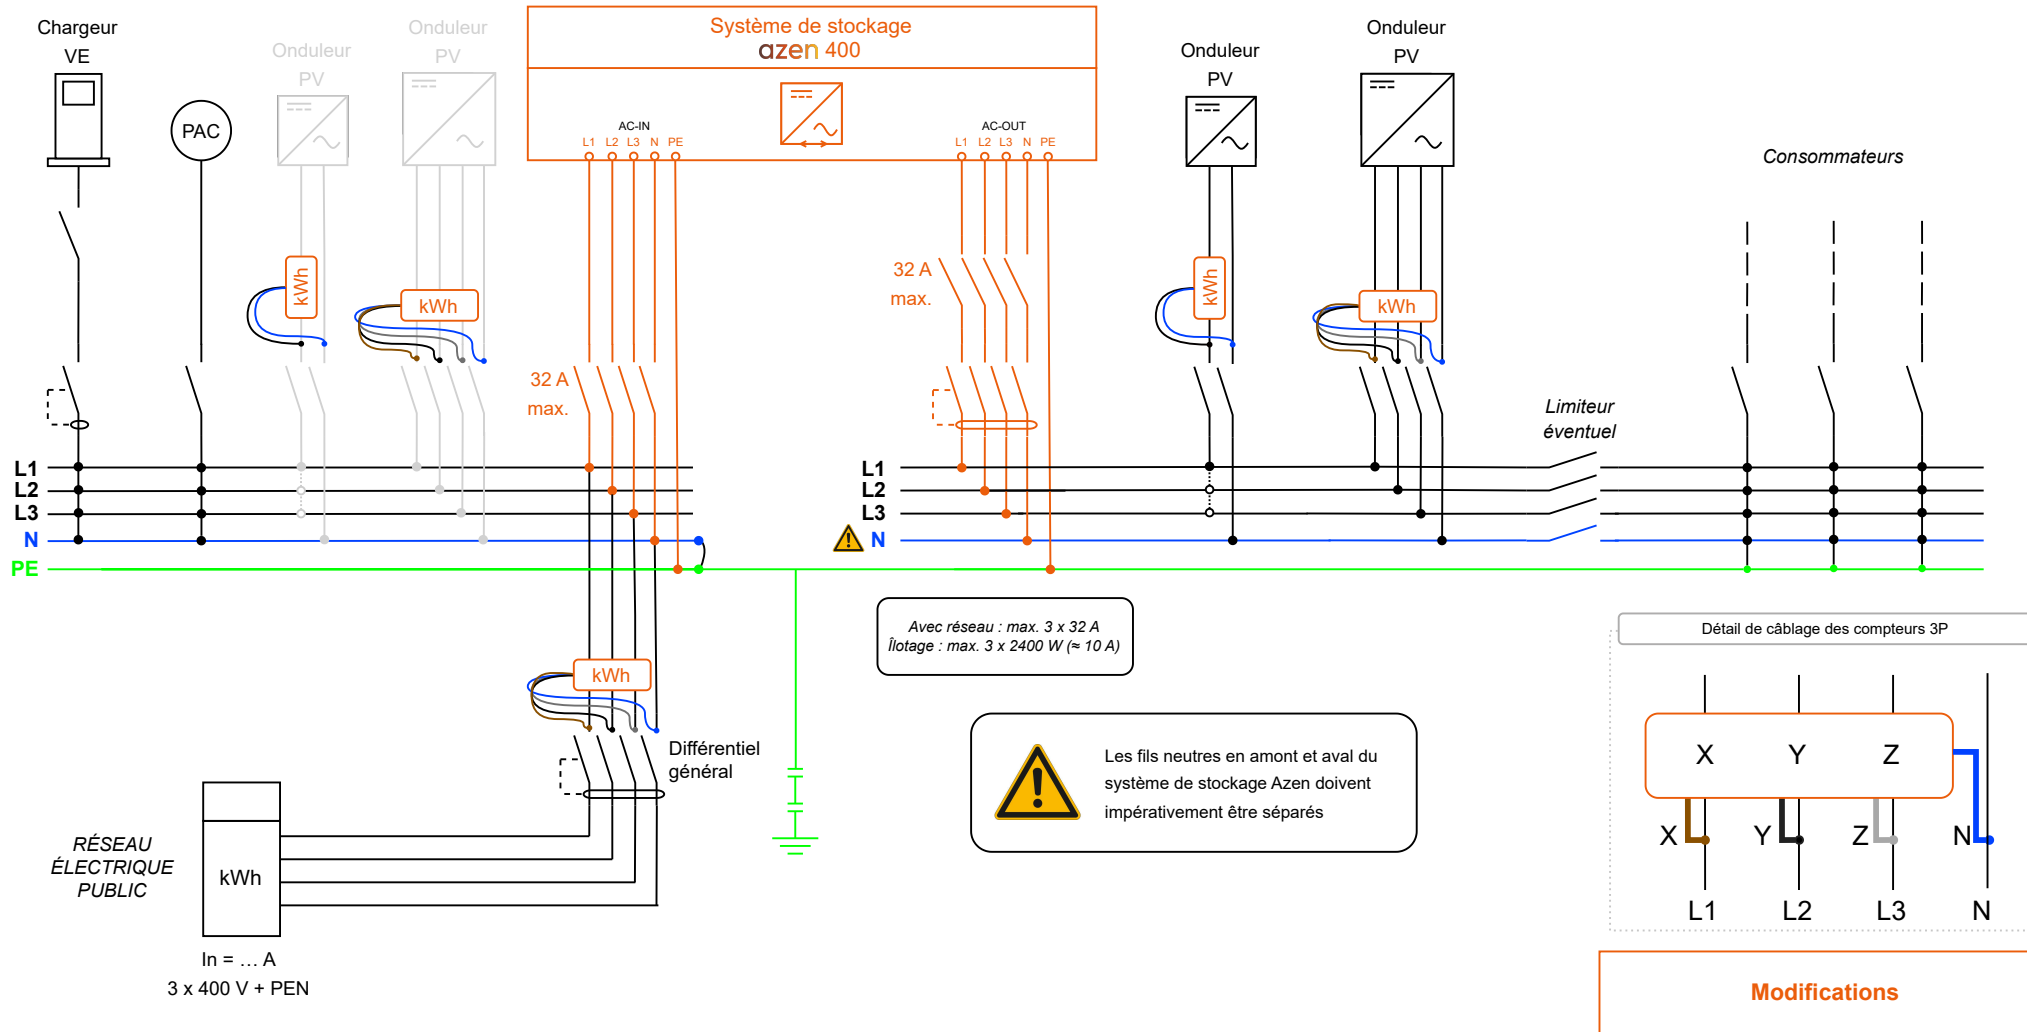 Chargeur
VE
PAC
Onduleur
PV
Onduleur
PV
Système de stockage
azen 400
AC-IN
L1 L2 L3 N PE
AC-OUT
L1 L2 L3 N PE
Onduleur
PV
Onduleur
PV
Consommateurs
kWh
kWh
32 A
max.
32 A
max.
kWh
kWh
Limiteur
éventuel
L1
L2
L3
N
PE
L1
L2
L3
N
Avec réseau : max. 3 x 32 A
Îlotage : max. 3 x 2400 W (≈ 10 A)
kWh
Différentiel
général
Les fils neutres en amont et aval du
système de stockage Azen doivent
impérativement être séparés
RÉSEAU
ÉLECTRIQUE
PUBLIC
kWh
In = … A
3 x 400 V + PEN
Détail de câblage des compteurs 3P
X Y Z
X Y Z N
L1 L2 L3 N
Modifications